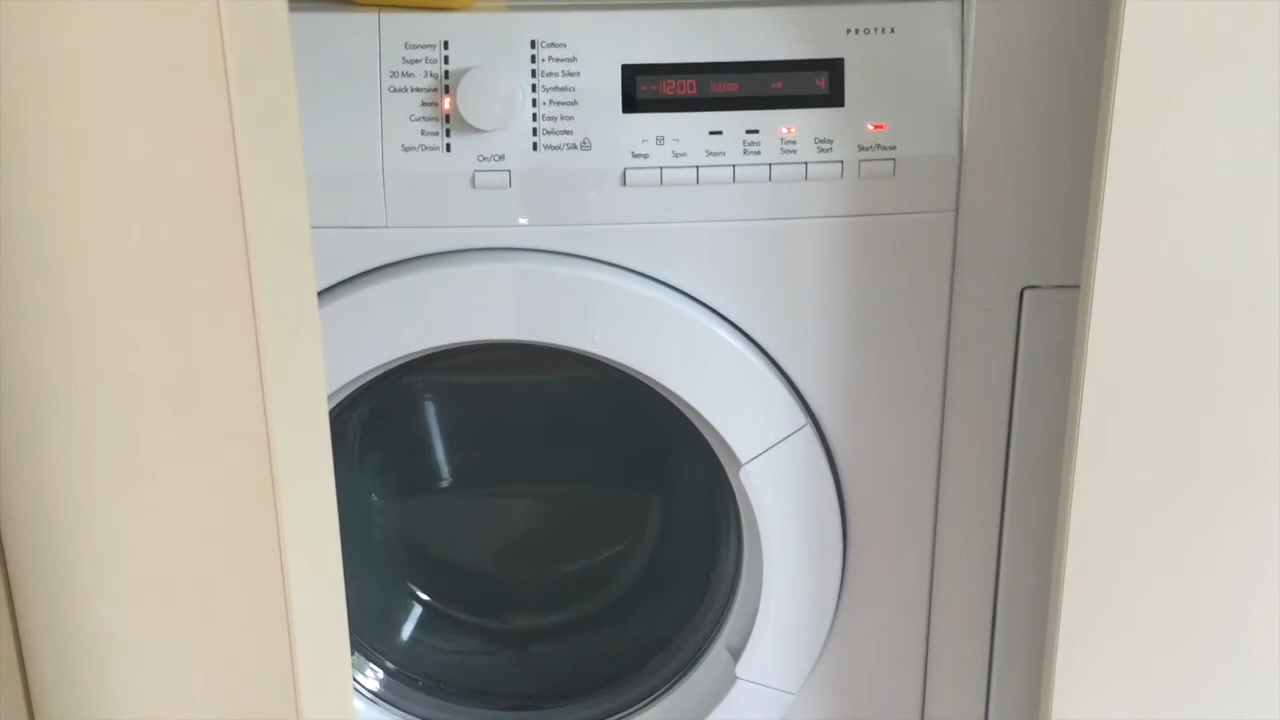 PROTEX
Economy
Super Eco
20 Min. - 3 kg
Quick Intensive
Jeans
Curtains
Rinse
Spin/Drain
Cottons
+ Prewash
Extra Silent
Synthetics
+ Prewash
Easy Iron
Delicates
Wool/Silk
On/Off
--1200 4
Temp.
Spin
Stains
Extra
Rinse
Time
Save
Delay
Start
Start/Pause